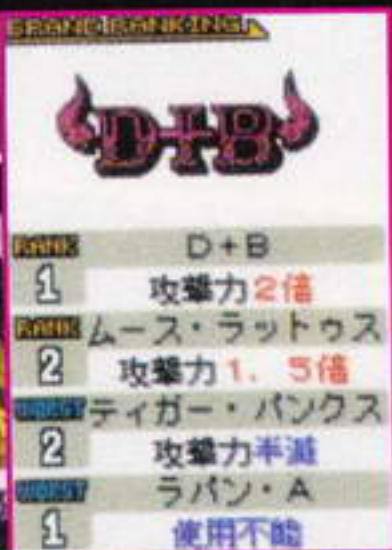 BRAND RANKING
D+B
RANK 1
D+B
攻撃力2倍
RANK 2
ムース・ラットゥス
攻撃力1.5倍
WORST 2
ティガー・パンクス
攻撃力半減
WORST 1
ラパン・A
使用不能